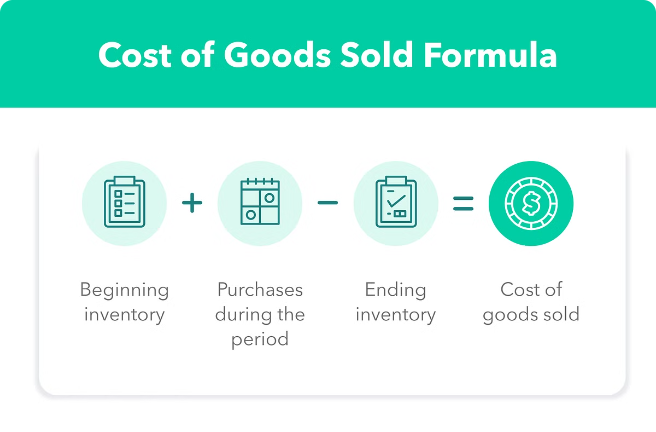 Cost of Goods Sold Formula
+ − = $
Beginning
inventory
Purchases
during the
period
Ending
inventory
Cost of
goods sold